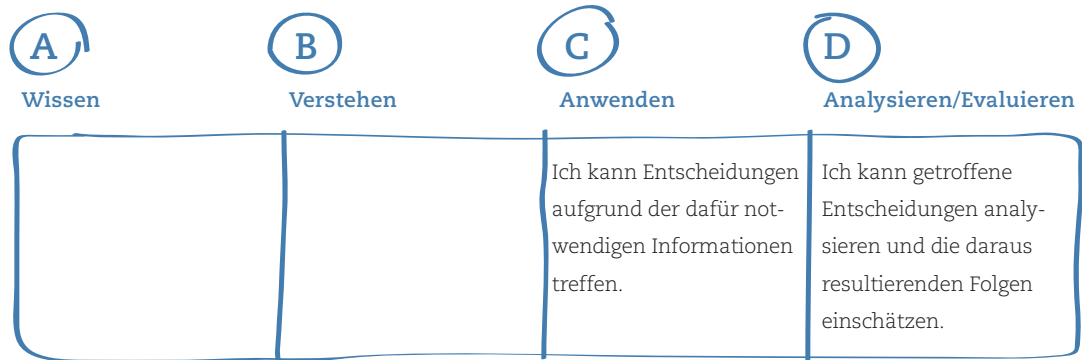 A
B
C
D
Wissen
Verstehen
Anwenden
Analysieren/Evaluieren
Ich kann Entscheidungen
aufgrund der dafür not-
wendigen Informationen
treffen.
Ich kann getroffene
Entscheidungen analy-
sieren und die daraus
resultierenden Folgen
einschätzen.